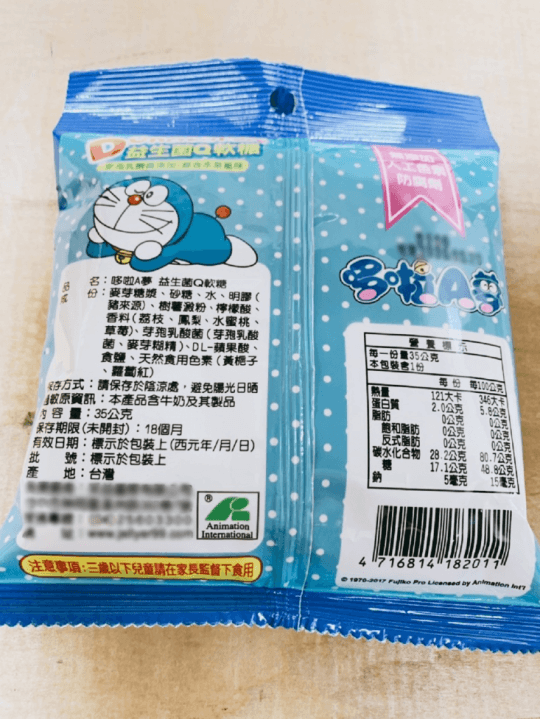 D 益生菌Q軟糖
品名：哆啦A夢 益生菌Q軟糖
成份：麥芽糖漿、砂糖、水、明膠(
豬來源)、樹薯澱粉、檸檬酸、
香料(荔枝、鳳梨、水蜜桃、
草莓)、芽孢乳酸菌(芽孢乳酸
菌、麥芽糊精)、DL-蘋果酸、
食鹽、天然食用色素(黃梔子
、蘿蔔紅)
保存方式：請保存於陰涼處，避免陽光日晒
過敏原資訊：本產品含牛奶及其製品
內容量：35公克
保存期限(未開封)：18個月
有效日期：標示於包裝上(西元年/月/日)
批號：標示於包裝上
產地：台灣
®
Animation
International
注意事項:三歲以下兒童請在家長監督下食用
無添加
人工香精
防腐劑
哆啦A夢
營養標示
每一份量35公克
本包裝含1份
每份 每100公克
熱量 121大卡 346大卡
蛋白質 2.0公克 5.8公克
脂肪 0公克 0公克
飽和脂肪 0公克 0公克
反式脂肪 0公克 0公克
碳水化合物 28.2公克 80.7公克
糖 17.1公克 48.8公克
鈉 5毫克 15毫克
4 716814 182011
© 1970-2017 Fujiko Pro Licensed by Animation Int'l